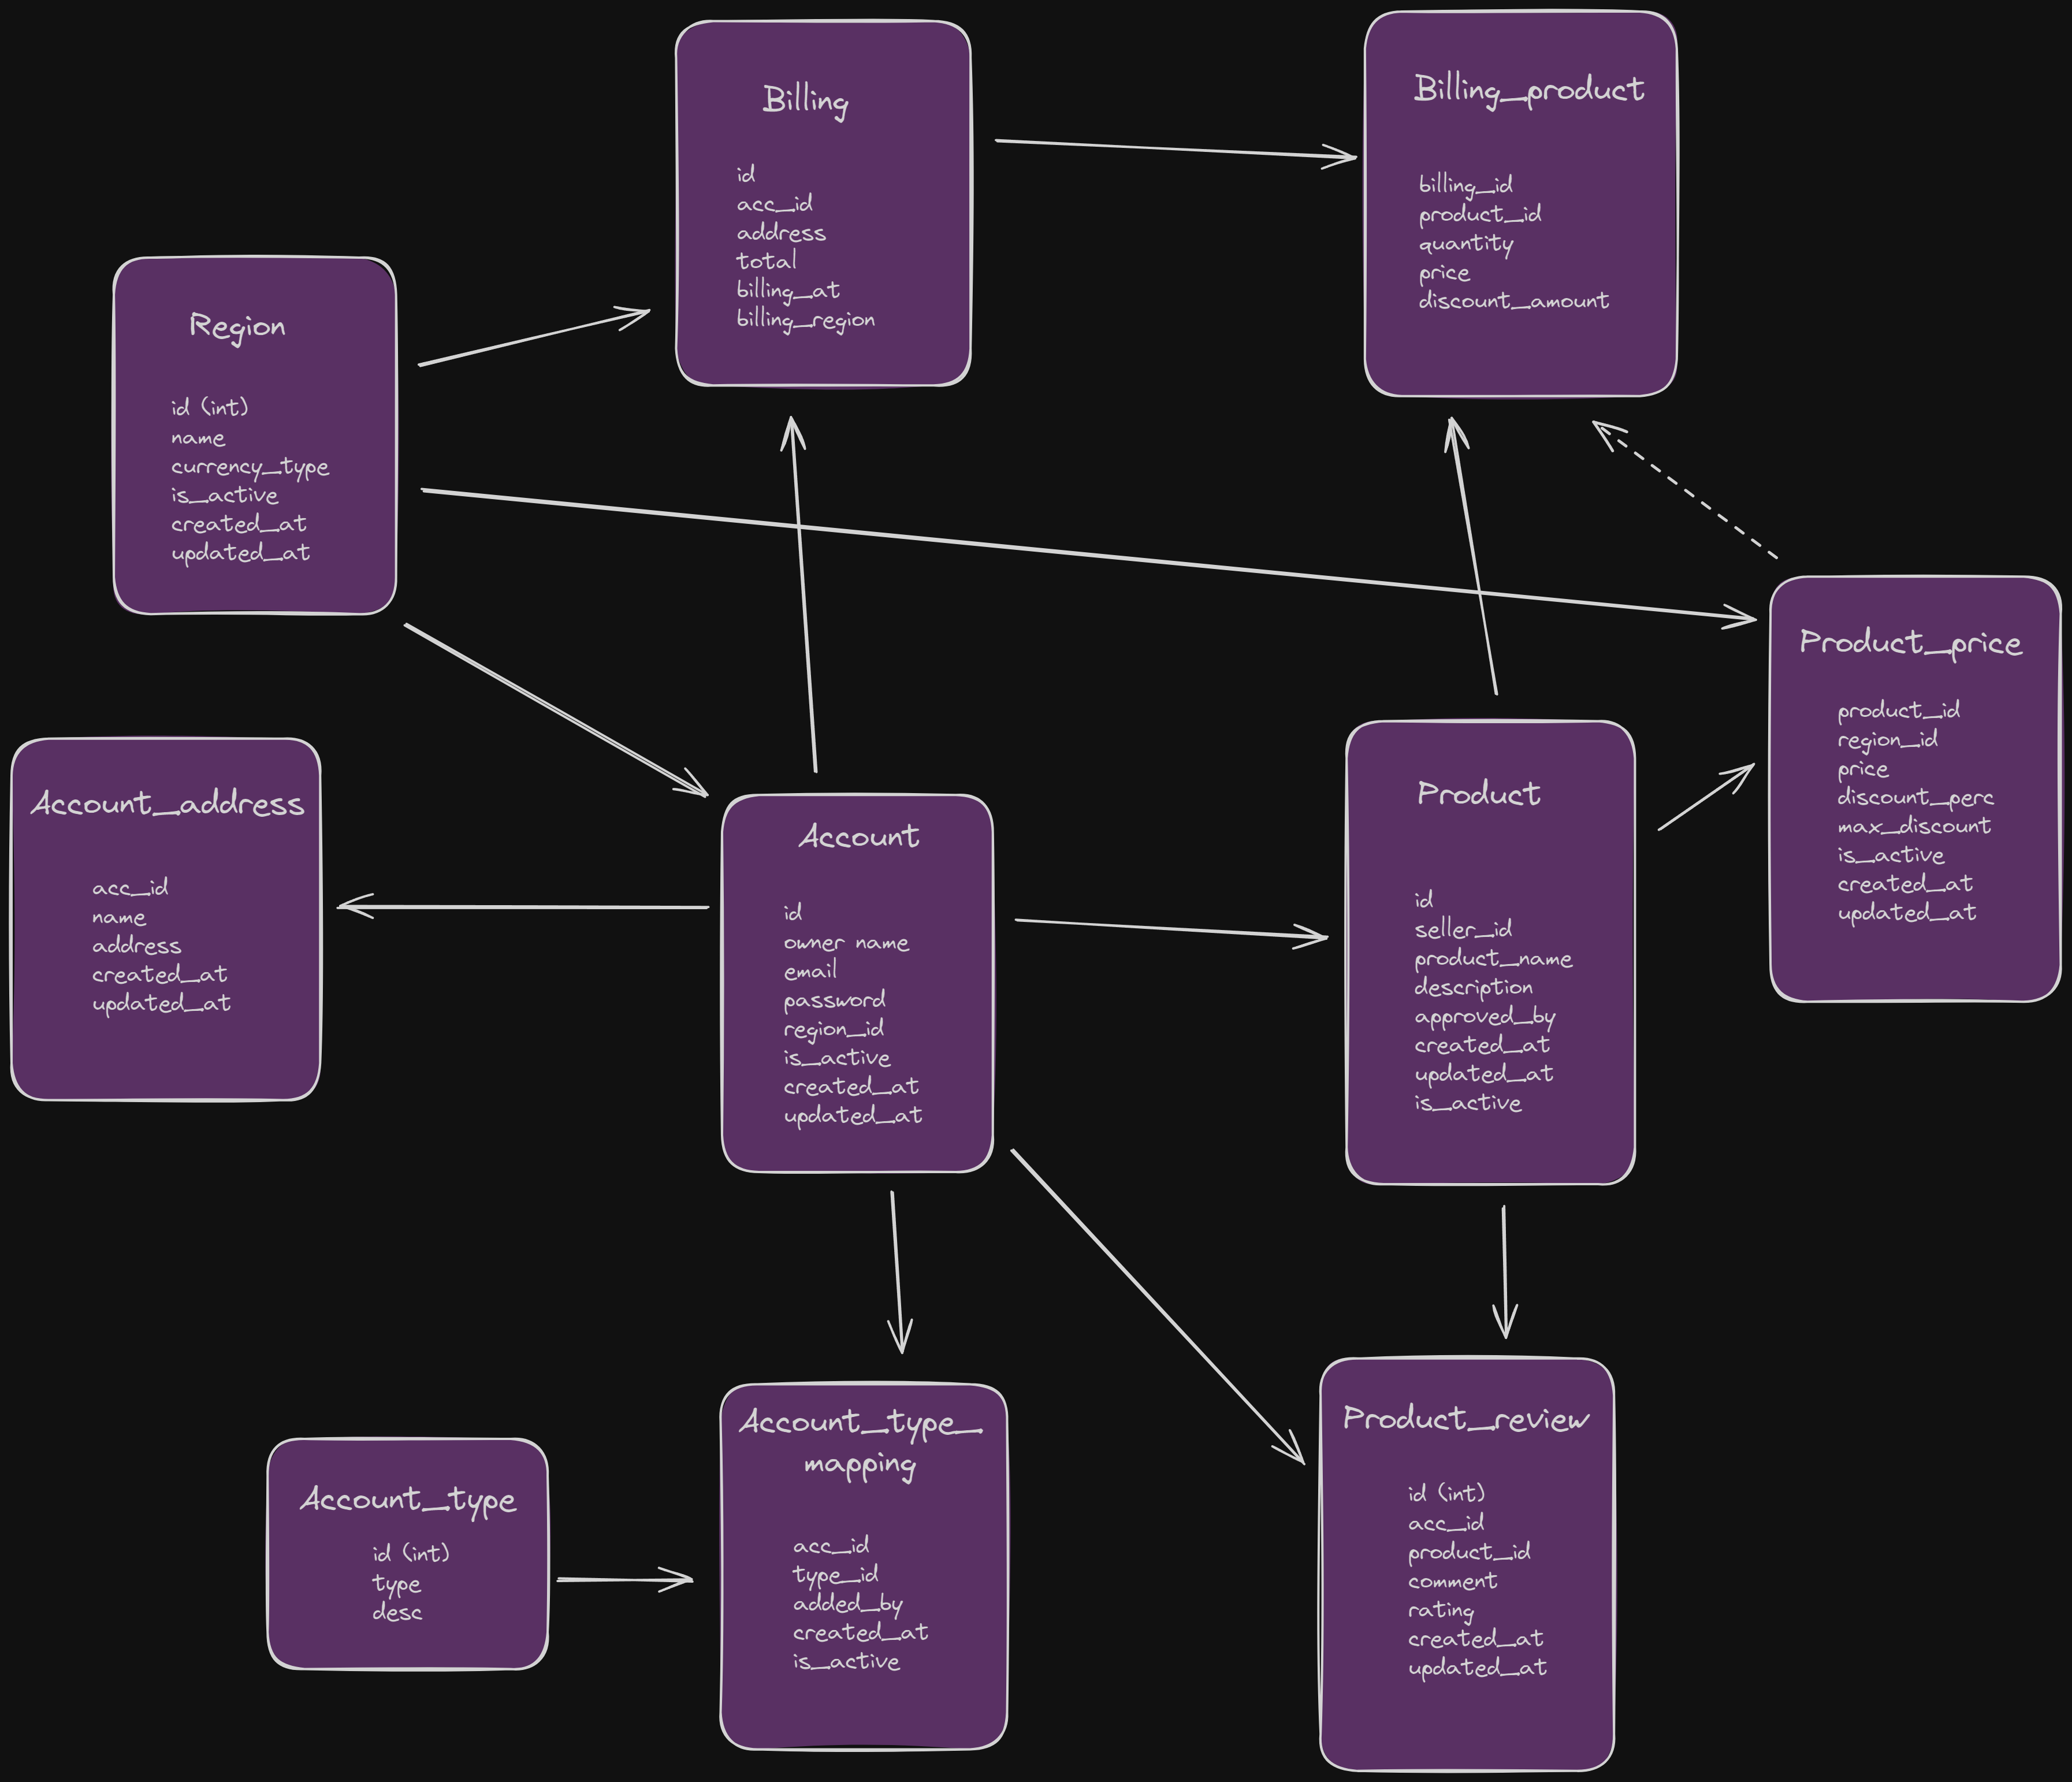 Billing
id
acc_id
address
total
billing_at
billing_region
Billing_product
billing_id
product_id
quantity
price
discount_amount
Region
id (int)
name
currency_type
is_active
created_at
updated_at
Product_price
product_id
region_id
price
discount_perc
max_discount
is_active
created_at
updated_at
Account_address
acc_id
name
address
created_at
updated_at
Account
id
owner name
email
password
region_id
is_active
created_at
updated_at
Product
id
seller_id
product_name
description
approved_by
created_at
updated_at
is_active
Account_type
id (int)
type
desc
Account_type_
mapping
acc_id
type_id
added_by
created_at
is_active
Product_review
id (int)
acc_id
product_id
comment
rating
created_at
updated_at